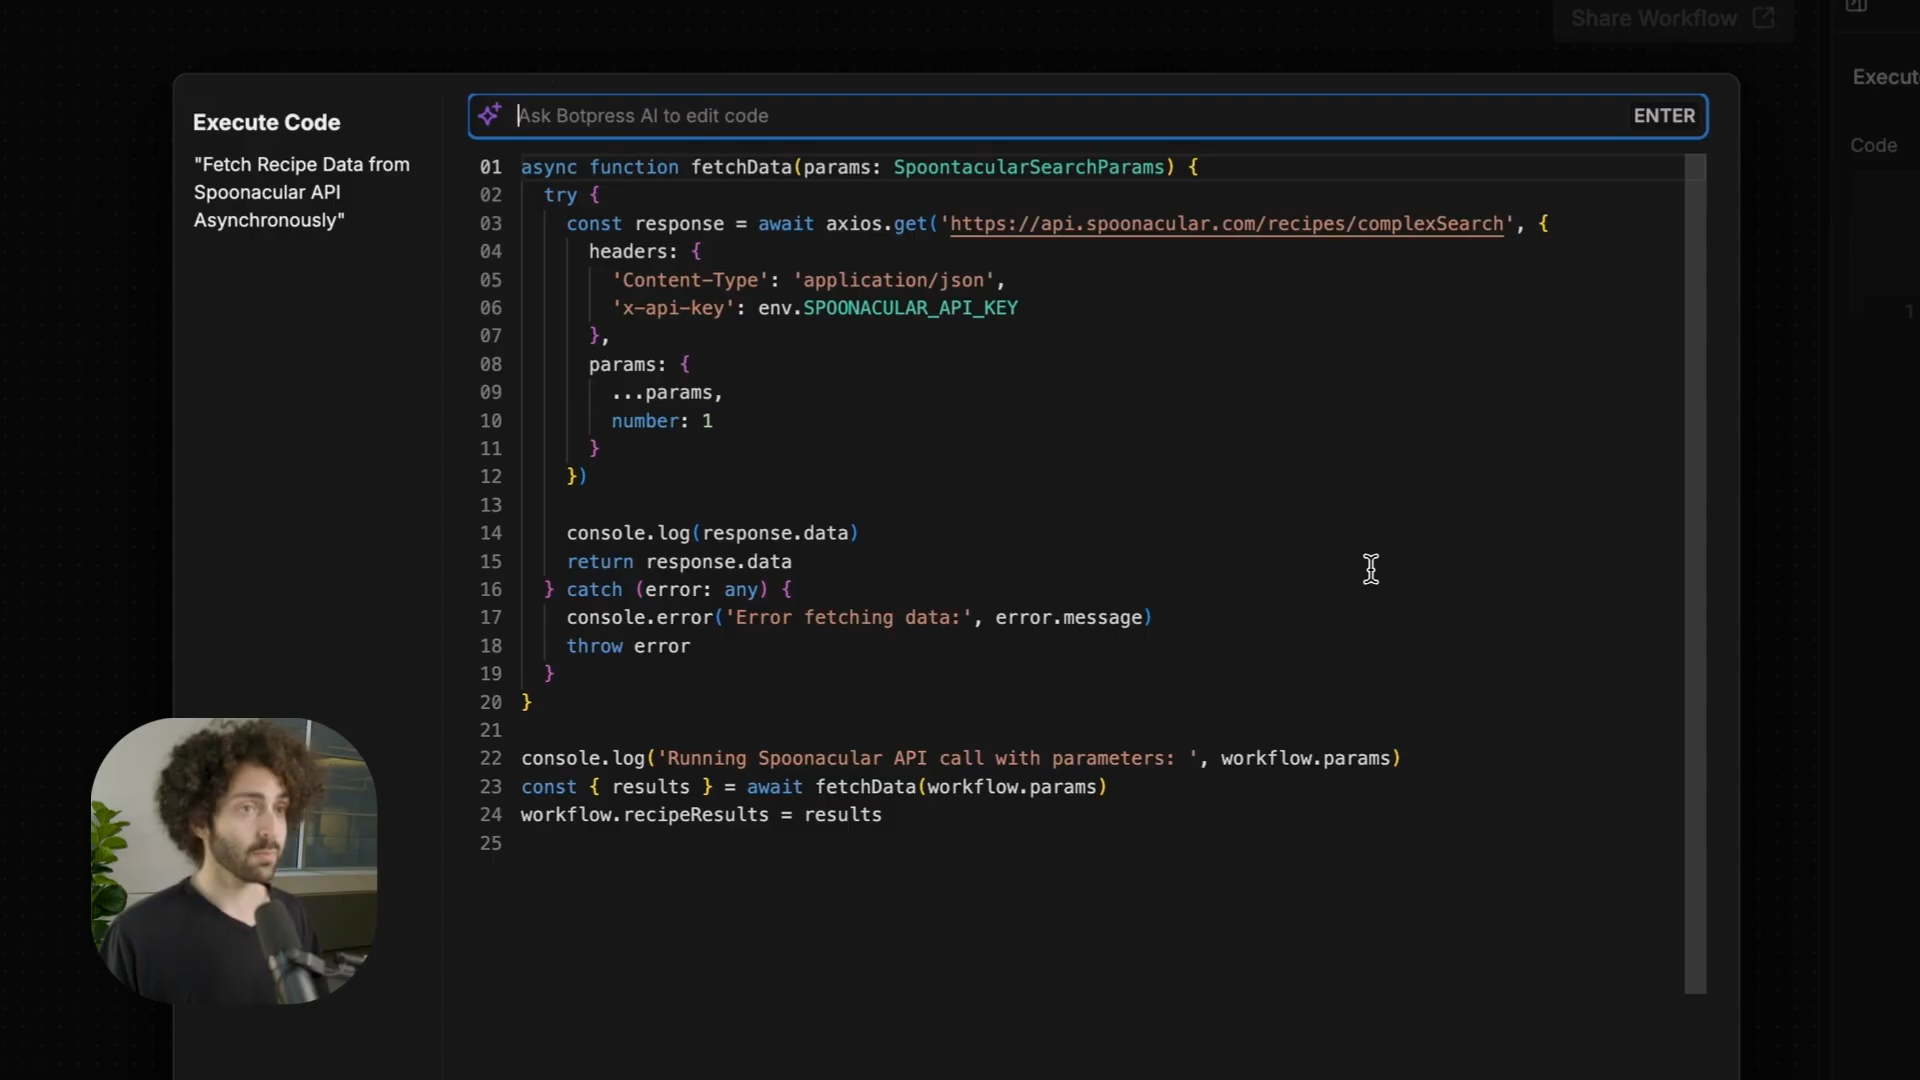 Share Workflow
Execute Code
"Fetch Recipe Data from
Spoonacular API
Asynchronously"
Ask Botpress AI to edit code ENTER
01 async function fetchData(params: SpoontacularSearchParams) {
02   try {
03     const response = await axios.get('https://api.spoonacular.com/recipes/complexSearch', {
04       headers: {
05         'Content-Type': 'application/json',
06         'x-api-key': env.SPOONACULAR_API_KEY
07       },
08       params: {
09         ...params,
10         number: 1
11       }
12     })
13
14     console.log(response.data)
15     return response.data
16   } catch (error: any) {
17     console.error('Error fetching data:', error.message)
18     throw error
19   }
20 }
21
22 console.log('Running Spoonacular API call with parameters: ', workflow.params)
23 const { results } = await fetchData(workflow.params)
24 workflow.recipeResults = results
25
Execut
Code
1